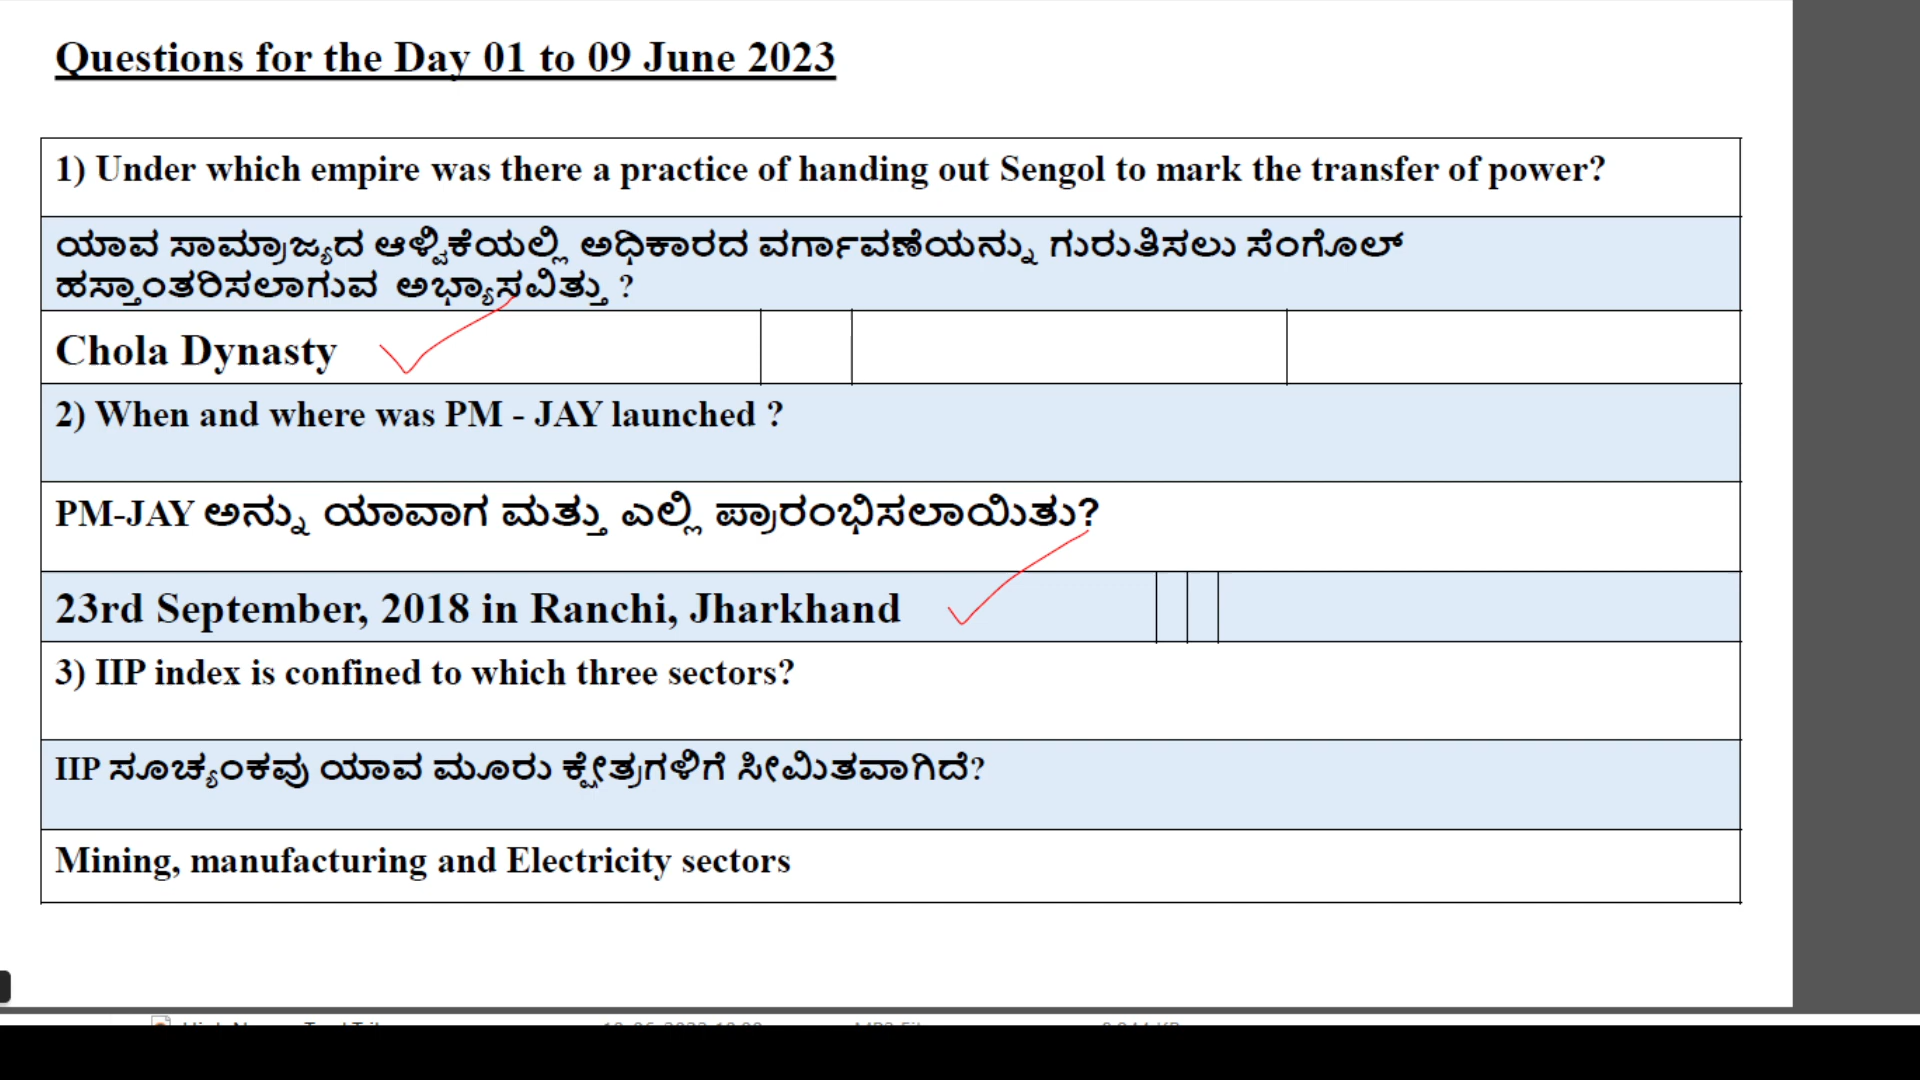 Questions for the Day 01 to 09 June 2023
1) Under which empire was there a practice of handing out Sengol to mark the transfer of power?
ಯಾವ ಸಾಮ್ರಾಜ್ಯದ ಆಳ್ವಿಕೆಯಲ್ಲಿ ಅಧಿಕಾರದ ವರ್ಗಾವಣೆಯನ್ನು ಗುರುತಿಸಲು ಸೆಂಗೊಲ್
ಹಸ್ತಾಂತರಿಸಲಾಗುವ ಅಭ್ಯಾಸವಿತ್ತು ?
Chola Dynasty
2) When and where was PM - JAY launched ?
PM-JAY ಅನ್ನು ಯಾವಾಗ ಮತ್ತು ಎಲ್ಲಿ ಪ್ರಾರಂಭಿಸಲಾಯಿತು?
23rd September, 2018 in Ranchi, Jharkhand
3) IIP index is confined to which three sectors?
IIP ಸೂಚ್ಯಂಕವು ಯಾವ ಮೂರು ಕ್ಷೇತ್ರಗಳಿಗೆ ಸೀಮಿತವಾಗಿದೆ?
Mining, manufacturing and Electricity sectors